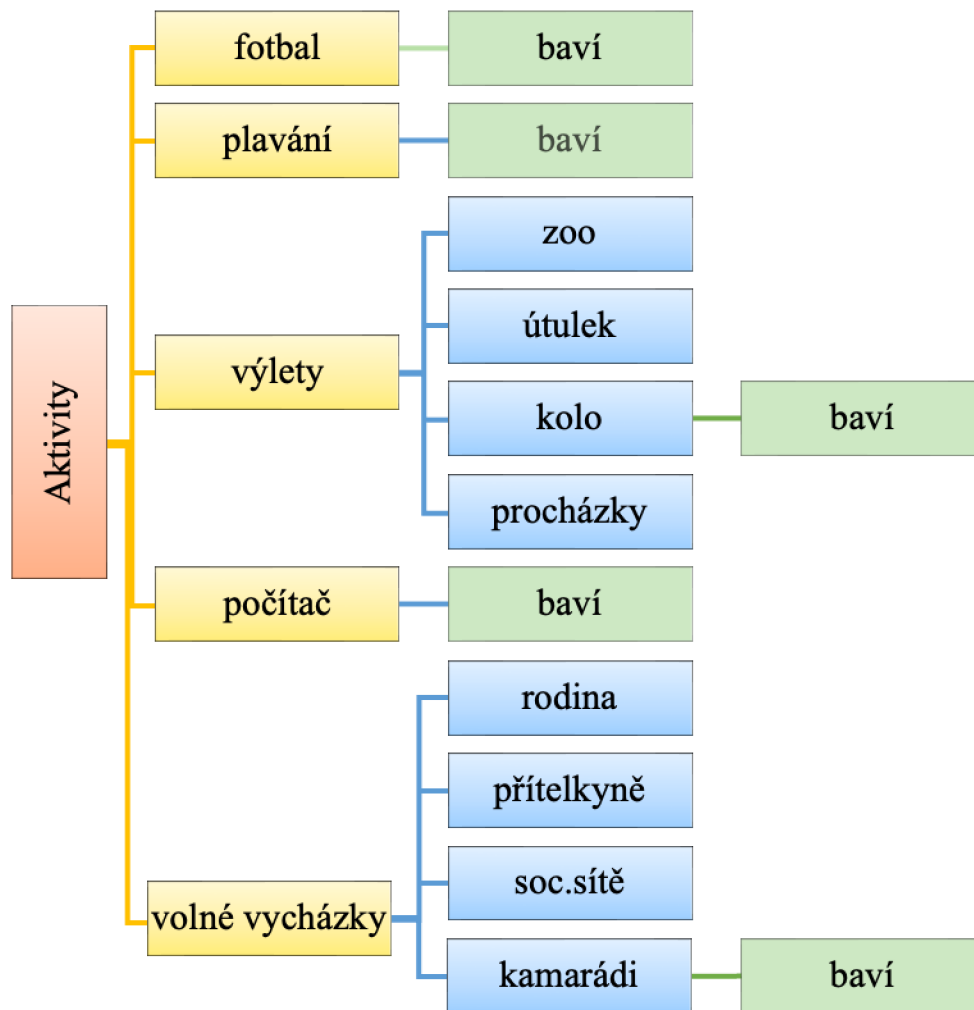 fotbal
baví
plavání
baví
zoo
útulek
výlety
kolo
baví
procházky
Aktivity
počítač
baví
rodina
přítelkyně
soc.sítě
volné vycházky
kamarádi
baví